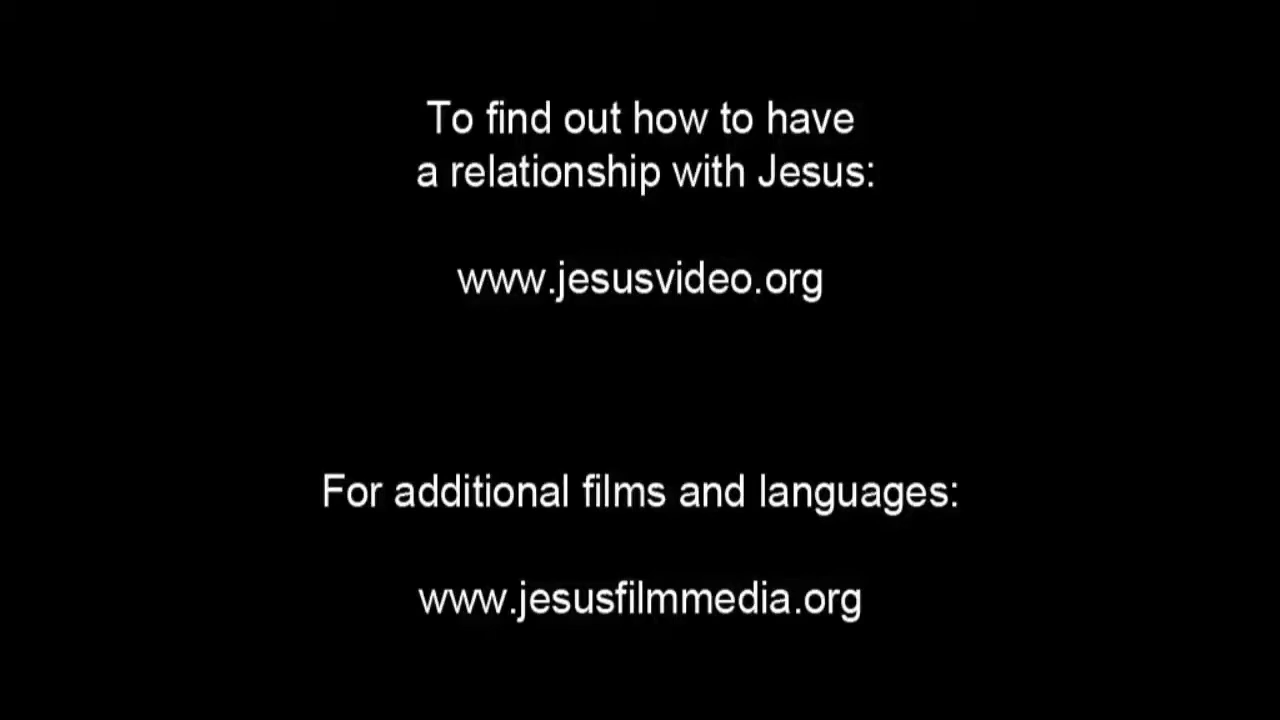 To find out how to have
a relationship with Jesus:
www.jesusvideo.org
For additional films and languages:
www.jesusfilmmedia.org